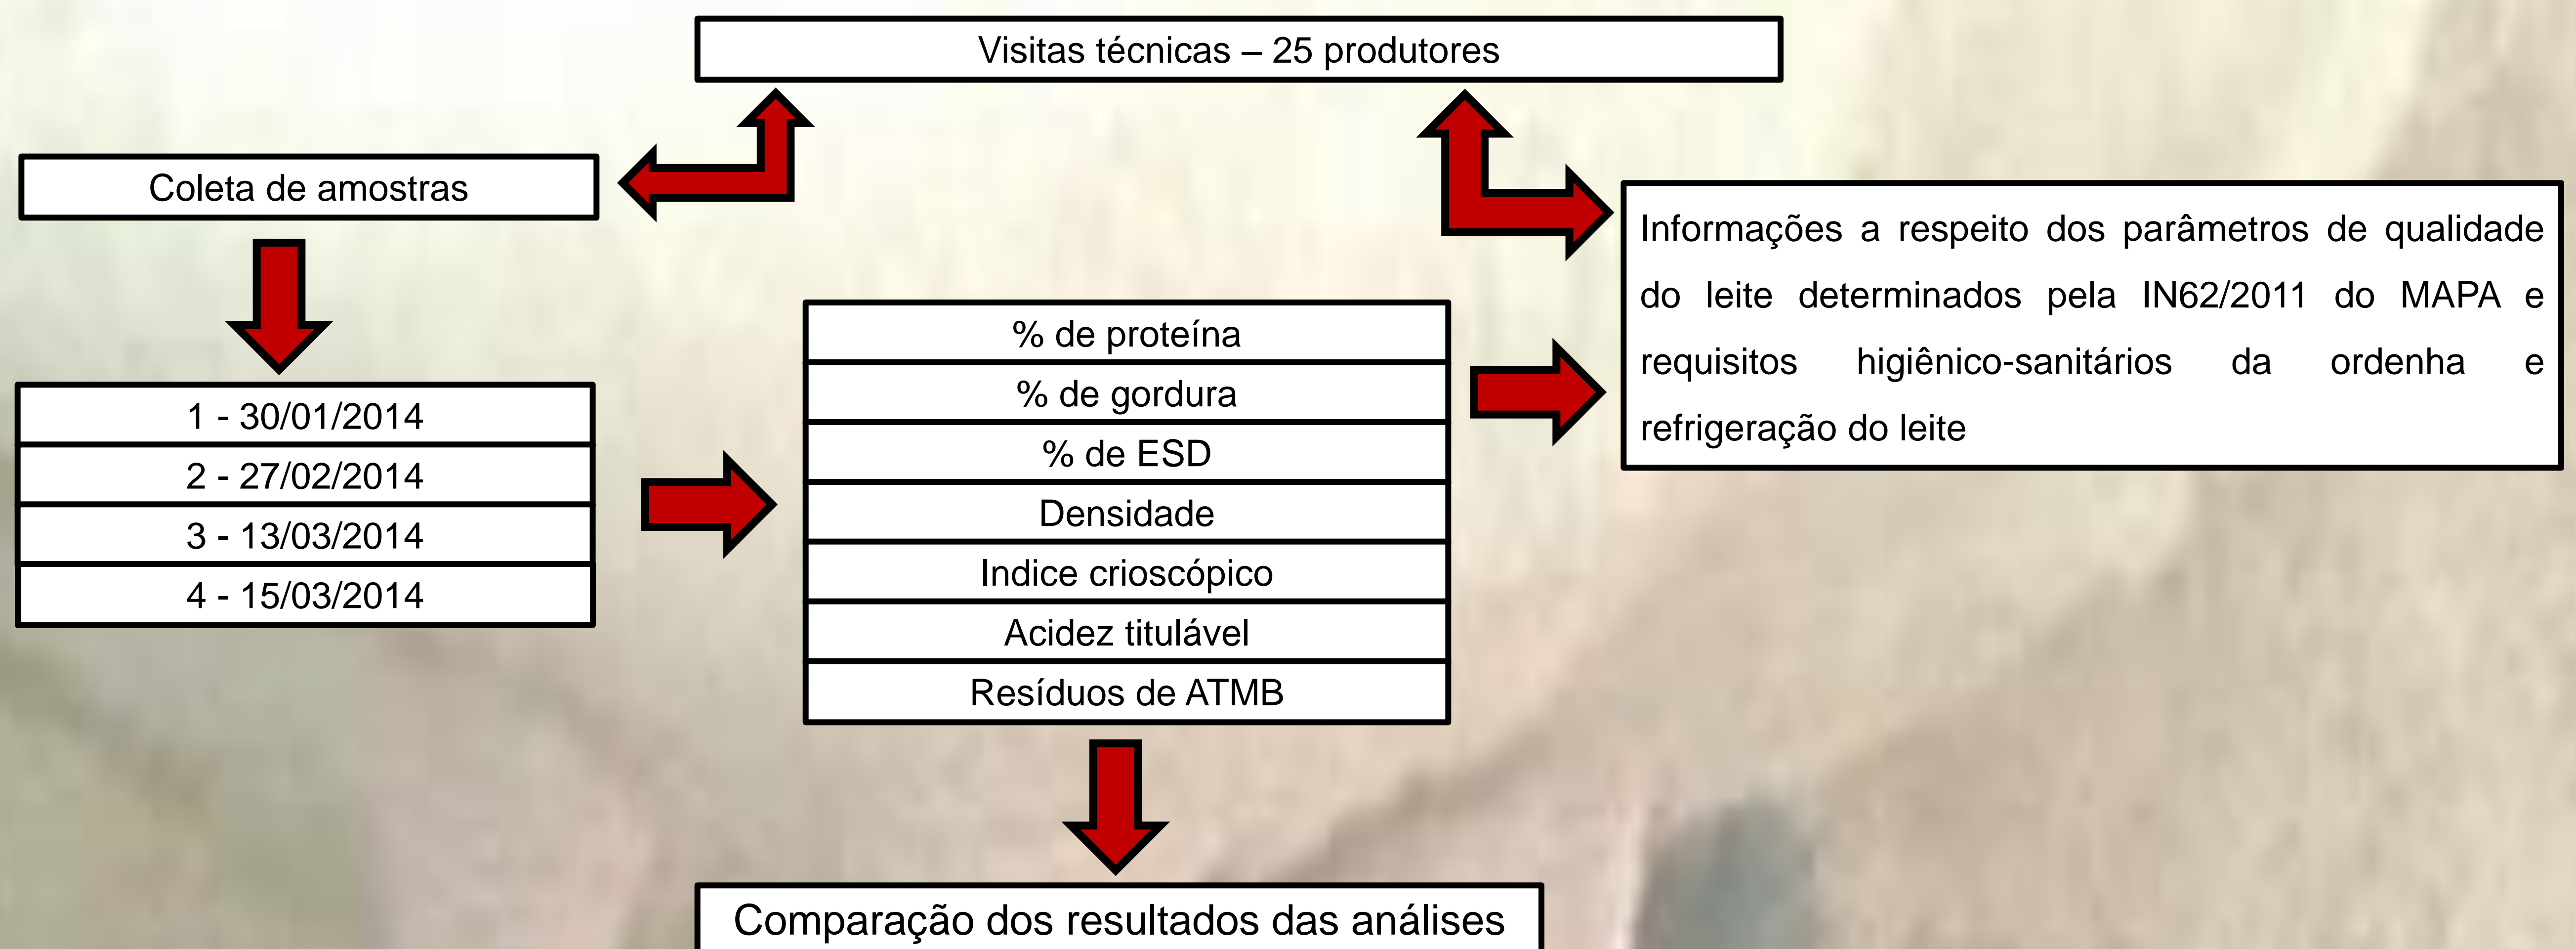 Visitas técnicas – 25 produtores
Coleta de amostras
1 - 30/01/2014
2 - 27/02/2014
3 - 13/03/2014
4 - 15/03/2014
% de proteína
% de gordura
% de ESD
Densidade
Indice crioscópico
Acidez titulável
Resíduos de ATMB
Informações a respeito dos parâmetros de qualidade
do leite determinados pela IN62/2011 do MAPA e
requisitos higiênico-sanitários da ordenha e
refrigeração do leite
Comparação dos resultados das análises